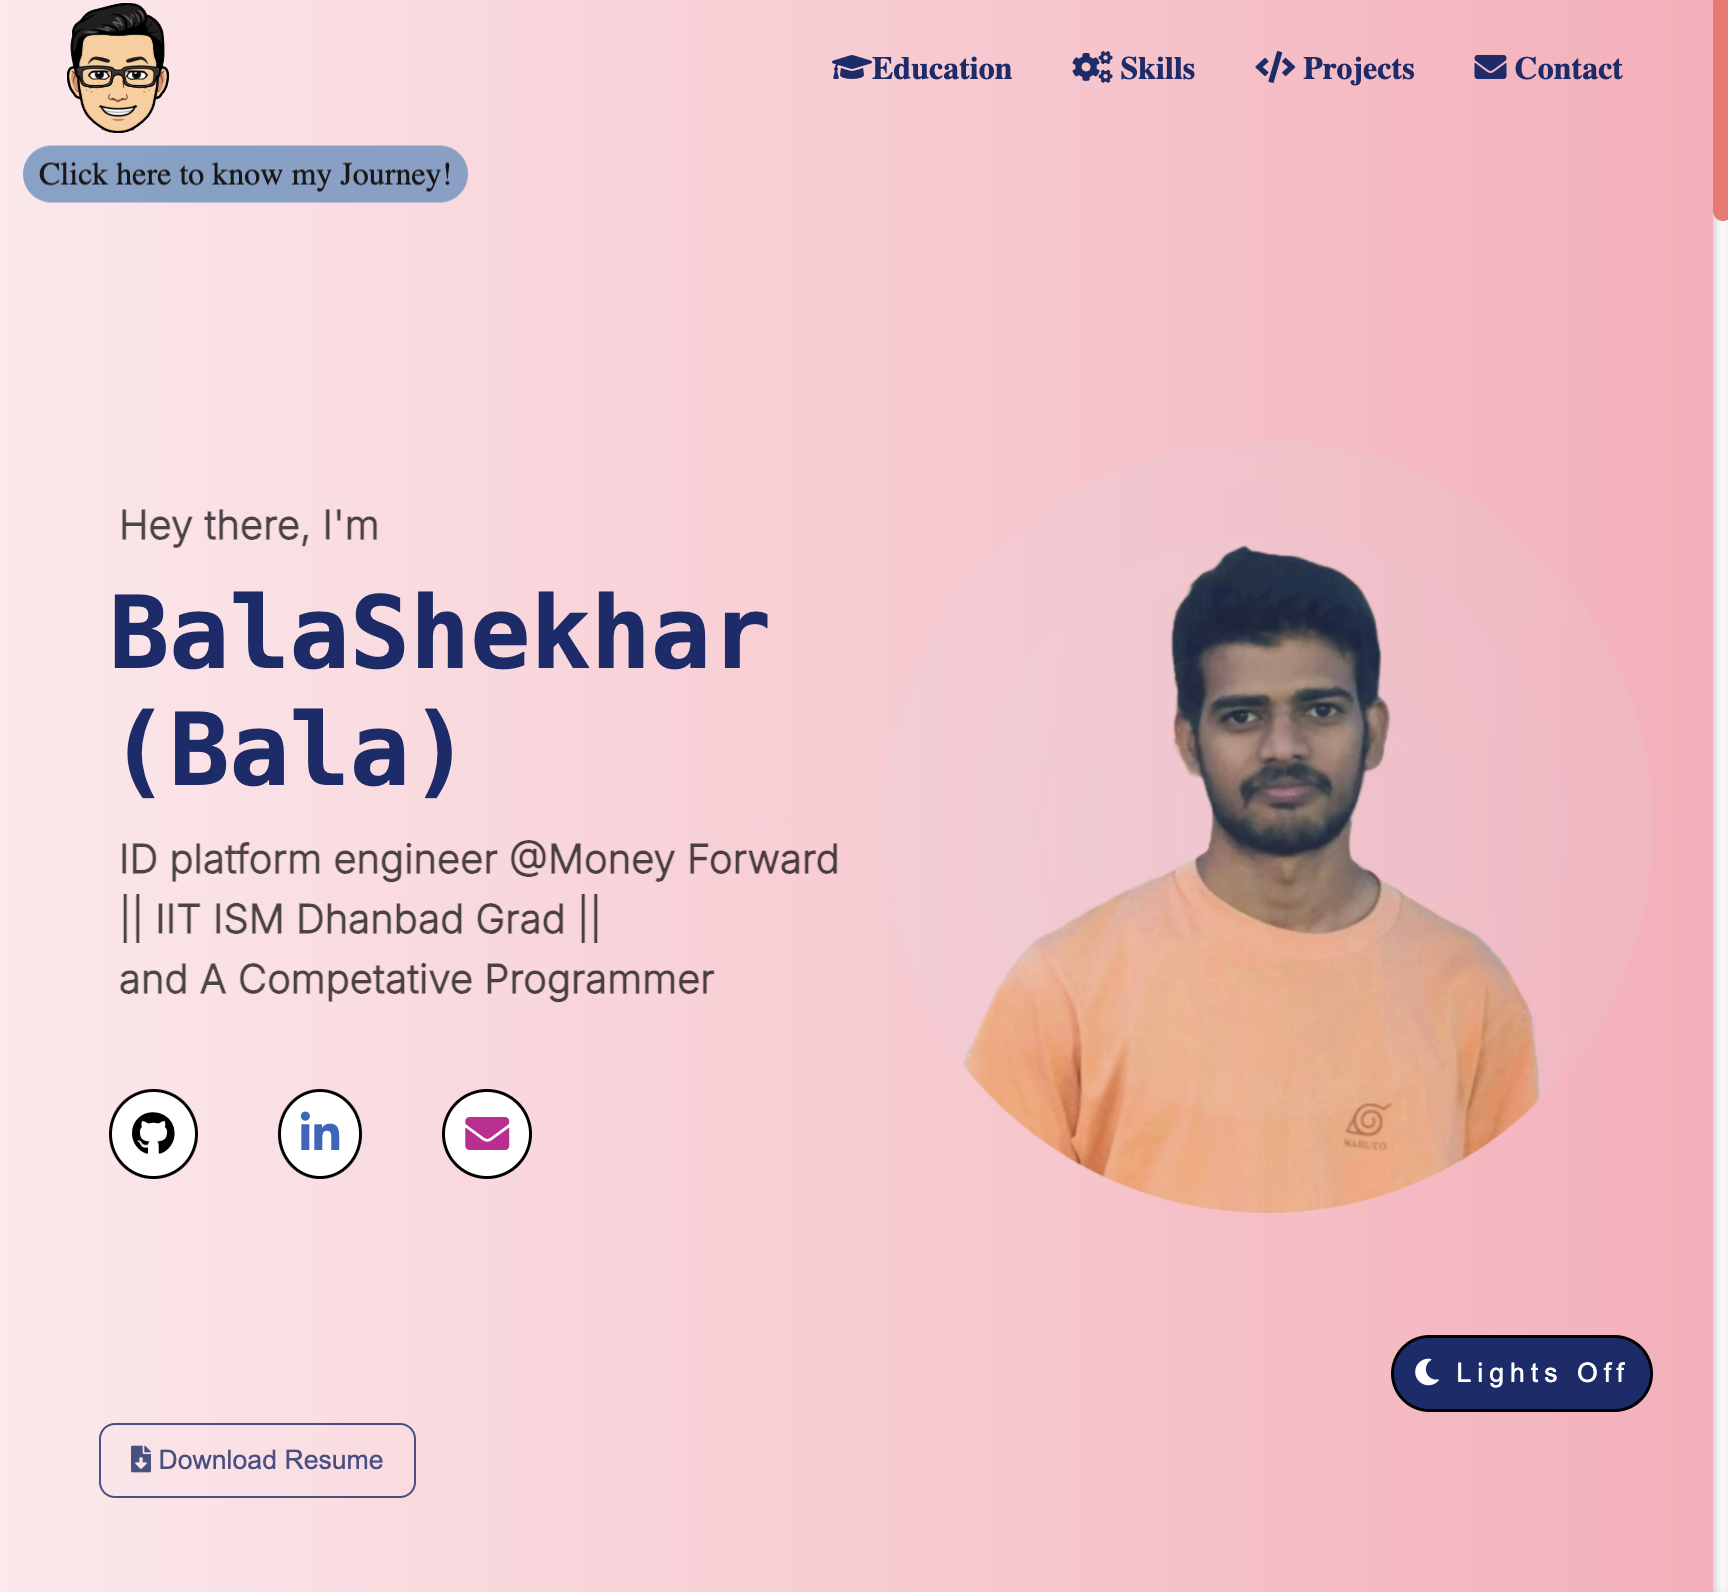 Education
Skills
Projects
Contact
Click here to know my Journey!
Hey there, I'm
BalaShekhar
(Bala)
ID platform engineer @Money Forward
|| IIT ISM Dhanbad Grad ||
and A Competative Programmer
in
NARUTO
Lights Off
Download Resume